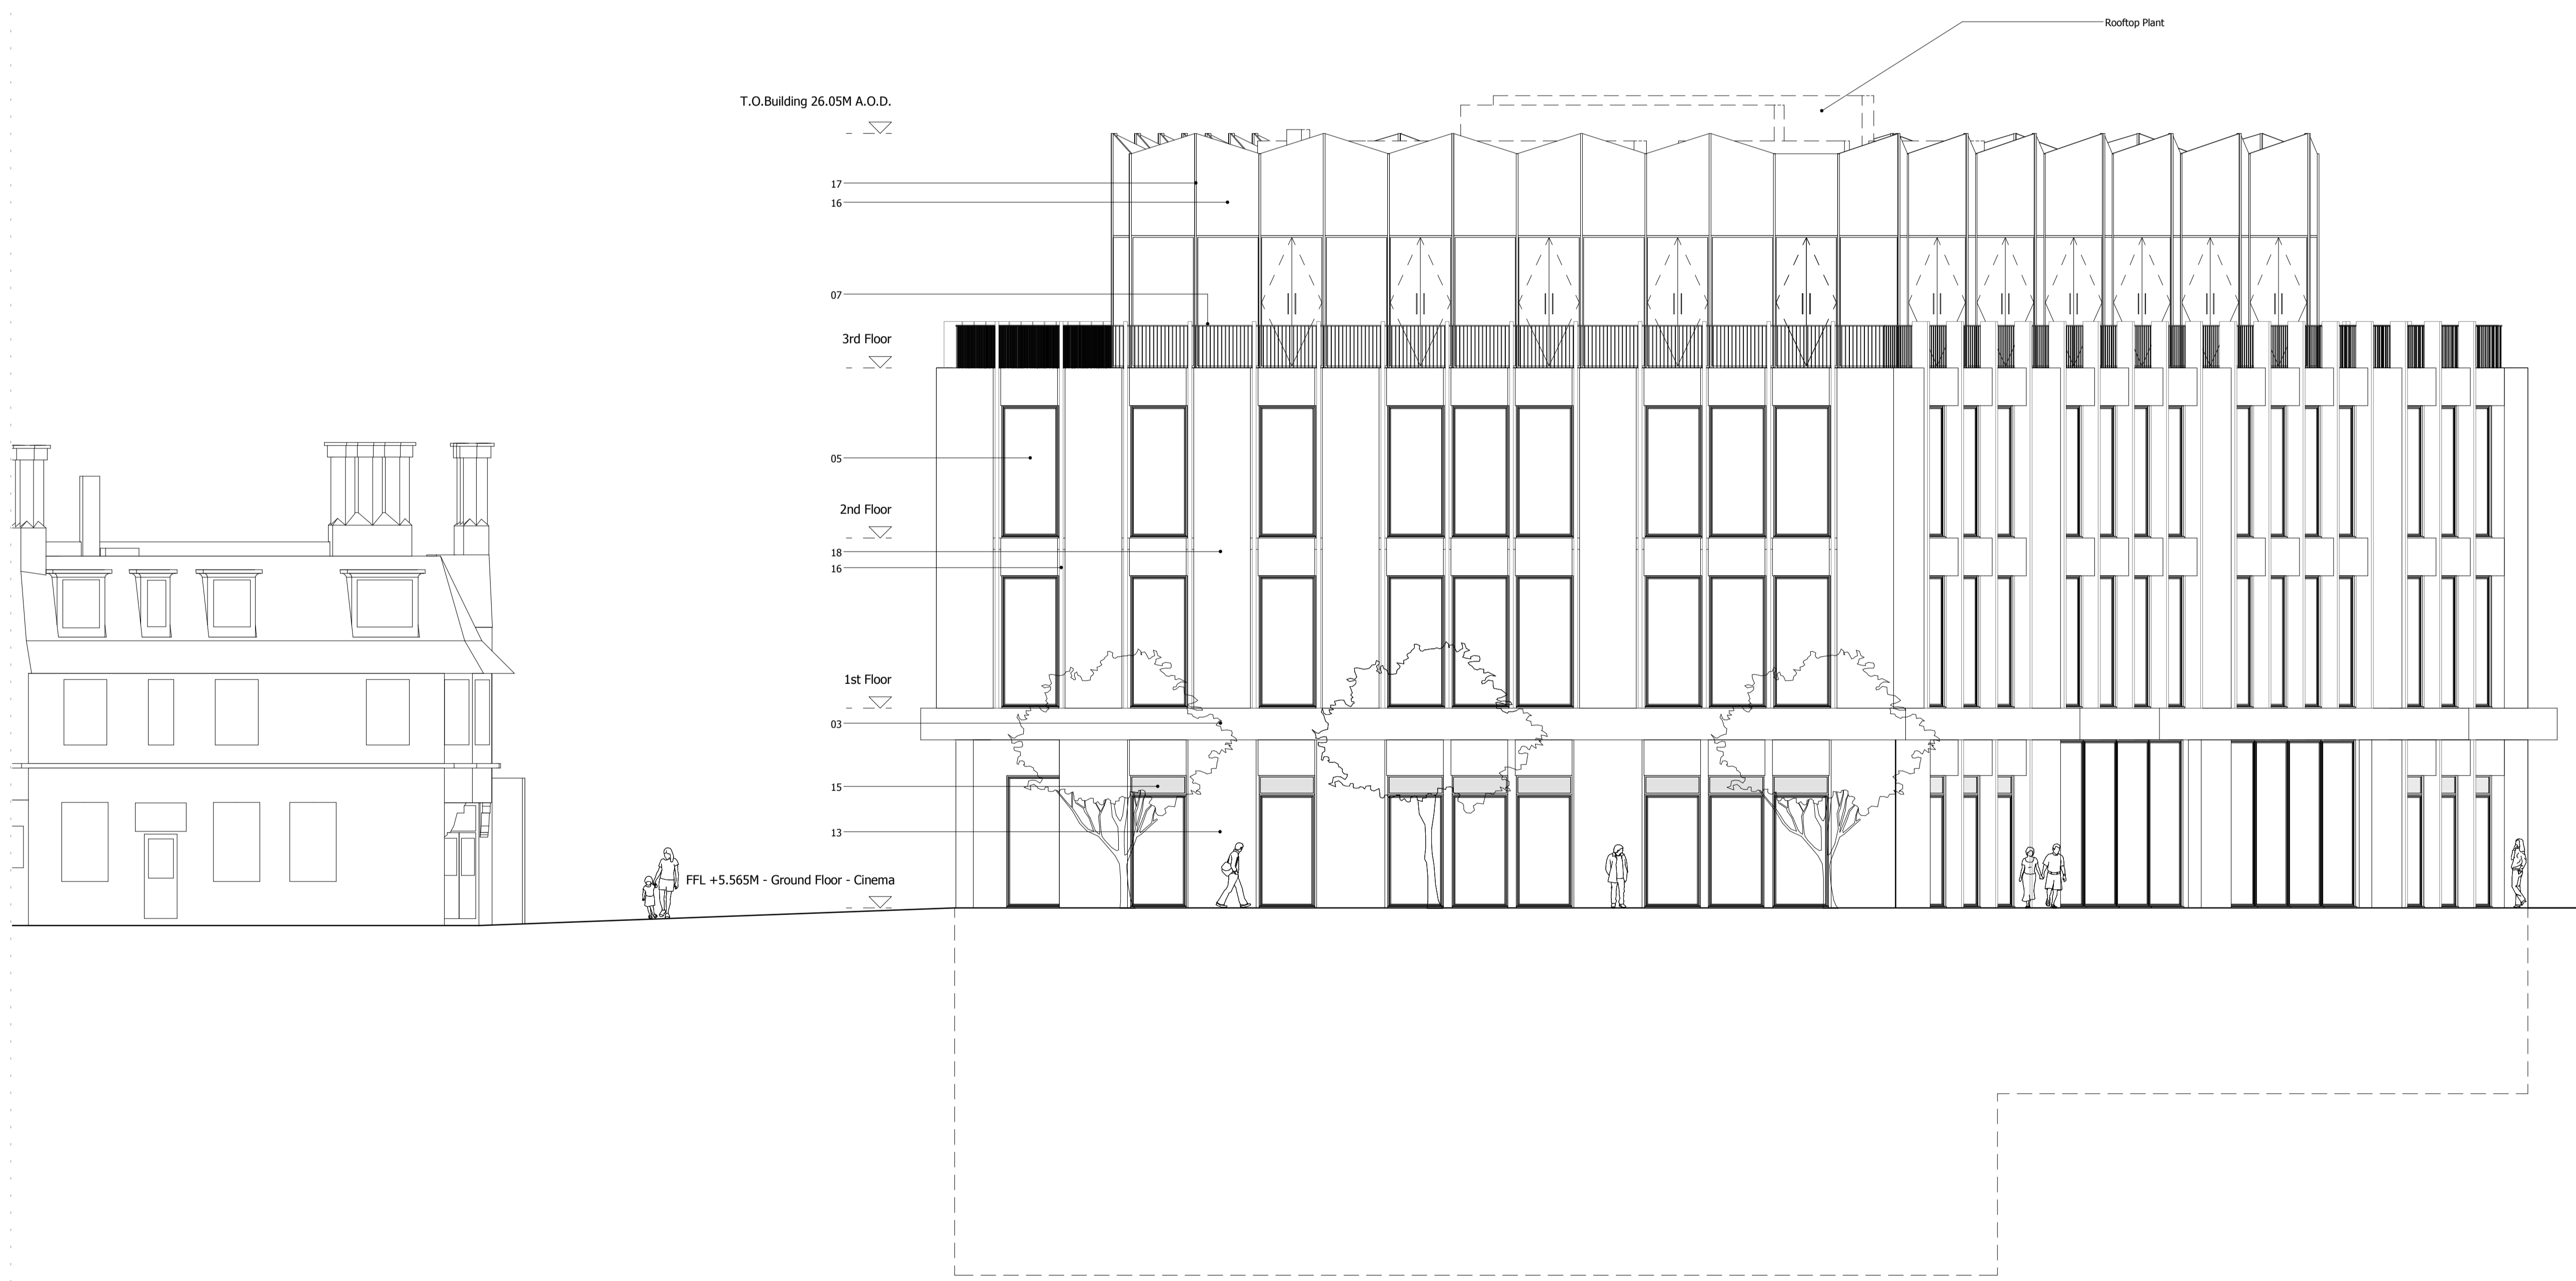 Rooftop Plant
T.O.Building 26.05M A.O.D.
17
16
07
3rd Floor
05
2nd Floor
18
16
1st Floor
03
15
13
FFL +5.565M - Ground Floor - Cinema